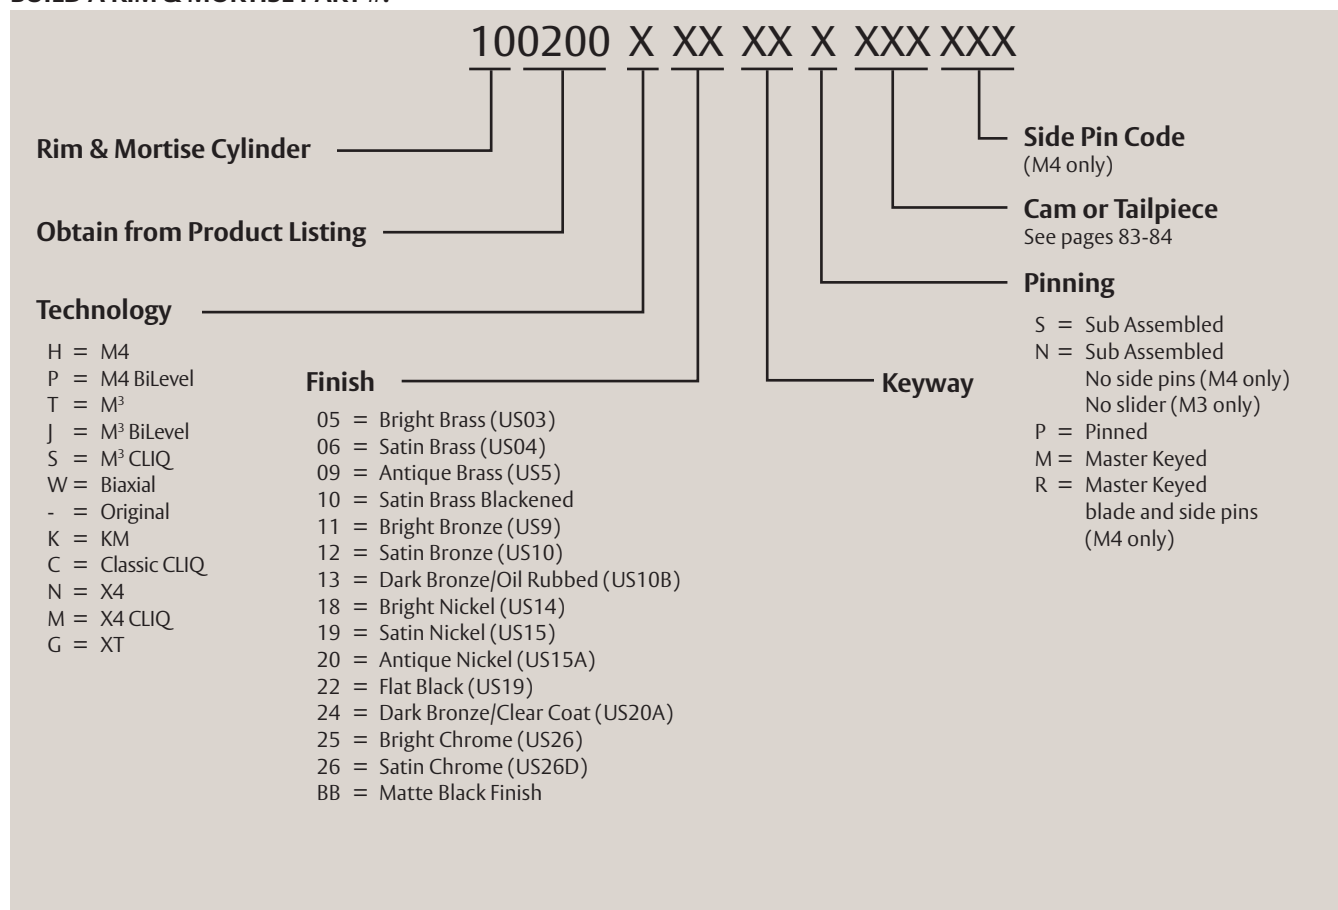 BUILD A RIM & MORTISE PART #:
100200 X XX XX X XXX XXX
Rim & Mortise Cylinder
Obtain from Product Listing
Technology
H = M4
P = M4 BiLevel
T = M³
J = M³ BiLevel
S = M³ CLIQ
W = Biaxial
- = Original
K = KM
C = Classic CLIQ
N = X4
M = X4 CLIQ
G = XT
Finish
05 = Bright Brass (US03)
06 = Satin Brass (US04)
09 = Antique Brass (US5)
10 = Satin Brass Blackened
11 = Bright Bronze (US9)
12 = Satin Bronze (US10)
13 = Dark Bronze/Oil Rubbed (US10B)
18 = Bright Nickel (US14)
19 = Satin Nickel (US15)
20 = Antique Nickel (US15A)
22 = Flat Black (US19)
24 = Dark Bronze/Clear Coat (US20A)
25 = Bright Chrome (US26)
26 = Satin Chrome (US26D)
BB = Matte Black Finish
Keyway
Side Pin Code
(M4 only)
Cam or Tailpiece
See pages 83-84
Pinning
S = Sub Assembled
N = Sub Assembled
No side pins (M4 only)
No slider (M3 only)
P = Pinned
M = Master Keyed
R = Master Keyed
blade and side pins
(M4 only)